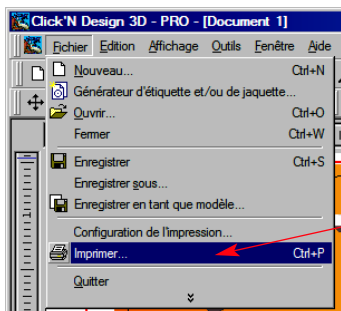 Click'N Design 3D - PRO - [Document 1]
Fichier Edition Affichage Outils Fenêtre Aide
Nouveau... Ctrl+N
Générateur d'étiquette et/ou de jaquette...
Ouvrir... Ctrl+O
Fermer Ctrl+W
Enregistrer Ctrl+S
Enregistrer sous...
Enregistrer en tant que modèle...
Configuration de l'impression...
Imprimer... Ctrl+P
Quitter